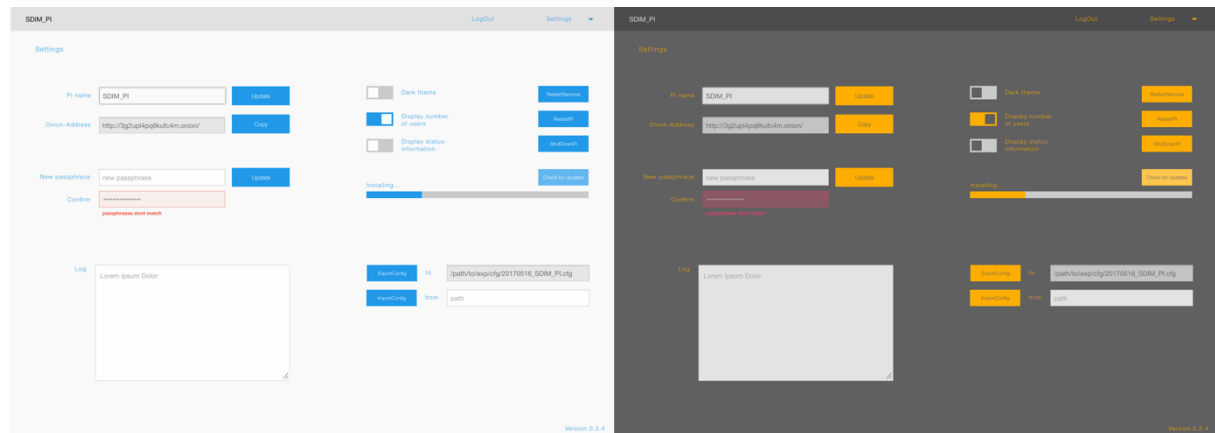 SDIM_PI
LogOut
Settings
Settings
Pi name
SDIM_PI
Update
Onion-Address
http://3g2upl4pq6kufc4m.onion/
Copy
New passphrace
new passphrase
Update
Confirm
****************
passphrases dont match
Dark theme
RestartServices
Display number
of users
RestartPi
Display status-
information
ShutDownPi
Check for Updates
Installing...
Log
Lorem Ipsum Dolor
ExportConfig
to
/path/to/exp/cfg/20170516_SDIM_PI.cfg
ImportConfig
from
path
Version 0.2.4
SDIM_PI
LogOut
Settings
Settings
Pi name
SDIM_PI
Update
Onion-Address
http://3g2upl4pq6kufc4m.onion/
Copy
New passphrace
new passphrase
Update
Confirm
****************
passphrases dont match
Dark theme
RestartServices
Display number
of users
RestartPi
Display status-
information
ShutDownPi
Check for Updates
Installing...
Log
Lorem Ipsum Dolor
ExportConfig
to
/path/to/exp/cfg/20170516_SDIM_PI.cfg
ImportConfig
from
path
Version 0.2.4